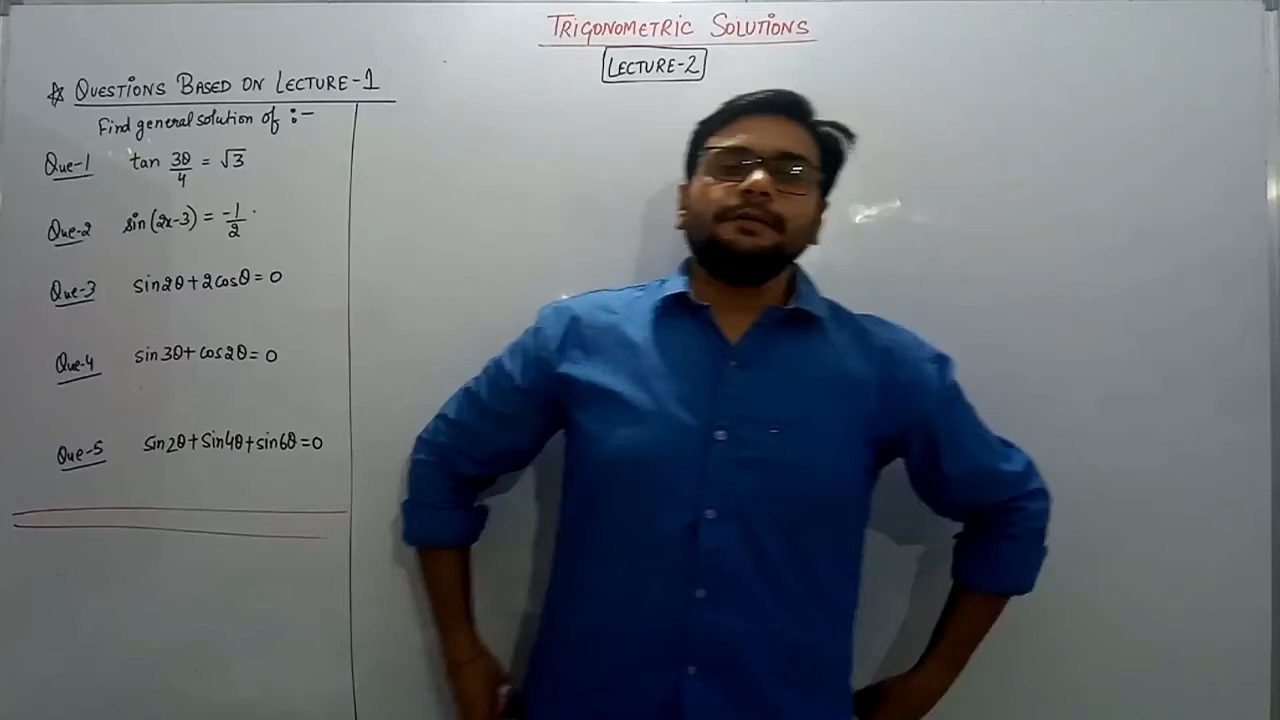 TRIGONOMETRIC SOLUTIONS
LECTURE-2
☆ QUESTIONS BASED ON LECTURE-1
Find general solution of :-
Que-1 tan 3θ/4 = √3
Que-2 sin(2x-3) = -1/2
Que-3 sin2θ+2cosθ=0
Que-4 sin3θ+cos2θ=0
Que-5 sin2θ+sin4θ+sin6θ=0